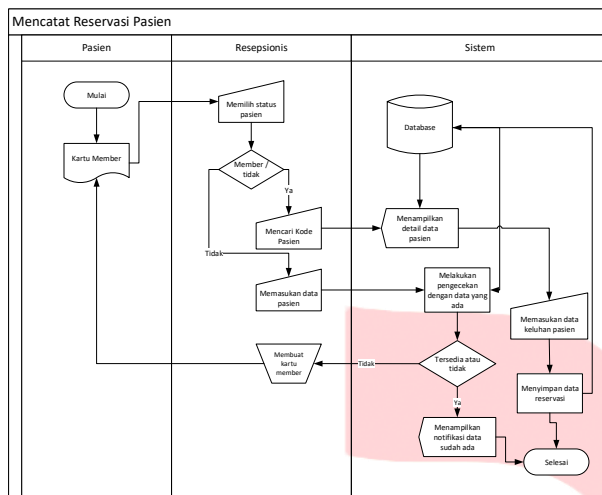 Mencatat Reservasi Pasien
Pasien
Resepsionis
Sistem
Mulai
Kartu Member
Memilih status
pasien
Member /
tidak
Ya
Tidak
Mencari Kode
Pasien
Memasukan data
pasien
Membuat
kartu
member
Database
Menampilkan
detail data
pasien
Melakukan
pengecekan
dengan data yang
ada
Memasukan data
keluhan pasien
Tersedia atau
tidak
Tidak
Ya
Menyimpan data
reservasi
Menampilkan
notifikasi data
sudah ada
Selesai